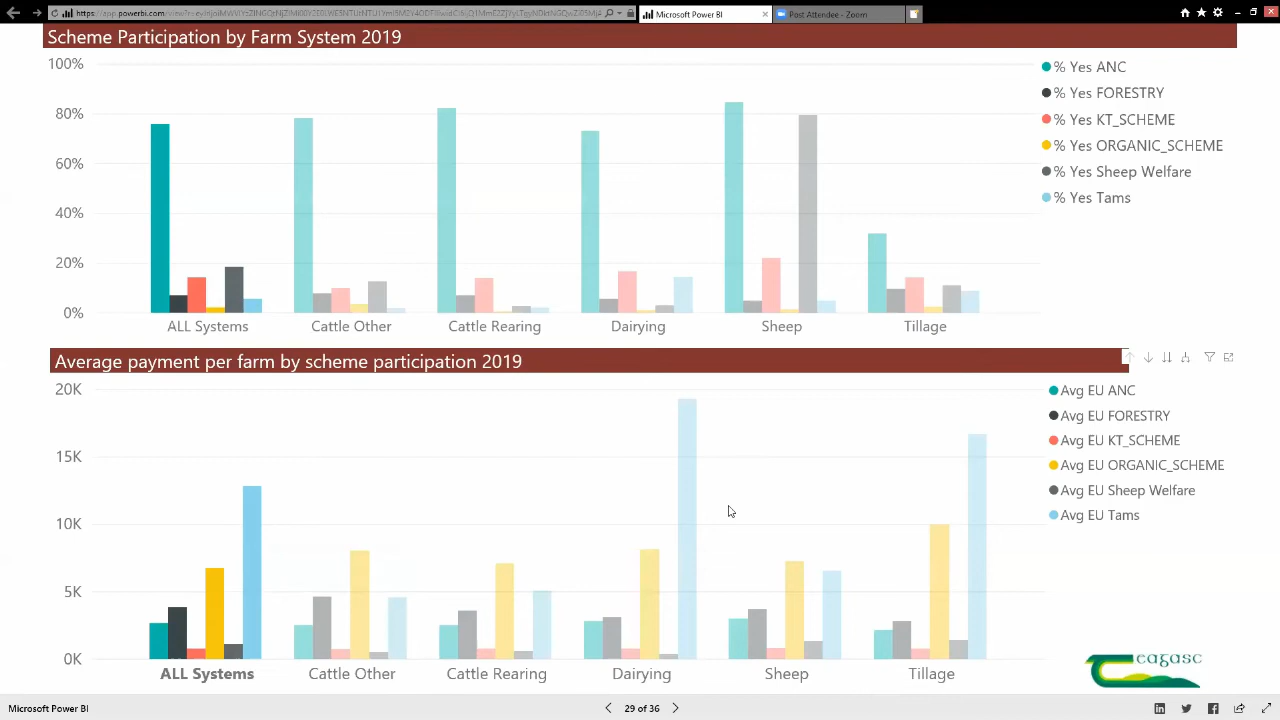 Microsoft Power BI
Post Attendee - Zoom
Scheme Participation by Farm System 2019
100%
80%
60%
40%
20%
0%
ALL Systems Cattle Other Cattle Rearing Dairying Sheep Tillage
% Yes ANC
% Yes FORESTRY
% Yes KT_SCHEME
% Yes ORGANIC_SCHEME
% Yes Sheep Welfare
% Yes Tams
Average payment per farm by scheme participation 2019
20K
15K
10K
5K
0K
ALL Systems Cattle Other Cattle Rearing Dairying Sheep Tillage
Avg EU ANC
Avg EU FORESTRY
Avg EU KT_SCHEME
Avg EU ORGANIC_SCHEME
Avg EU Sheep Welfare
Avg EU Tams
eagasc
Microsoft Power BI
29 of 36